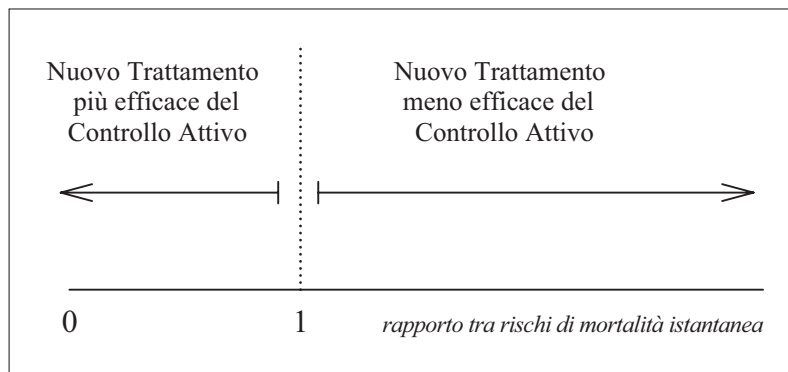 Nuovo Trattamento
più efficace del
Controllo Attivo
Nuovo Trattamento
meno efficace del
Controllo Attivo
0
1
rapporto tra rischi di mortalità istantanea